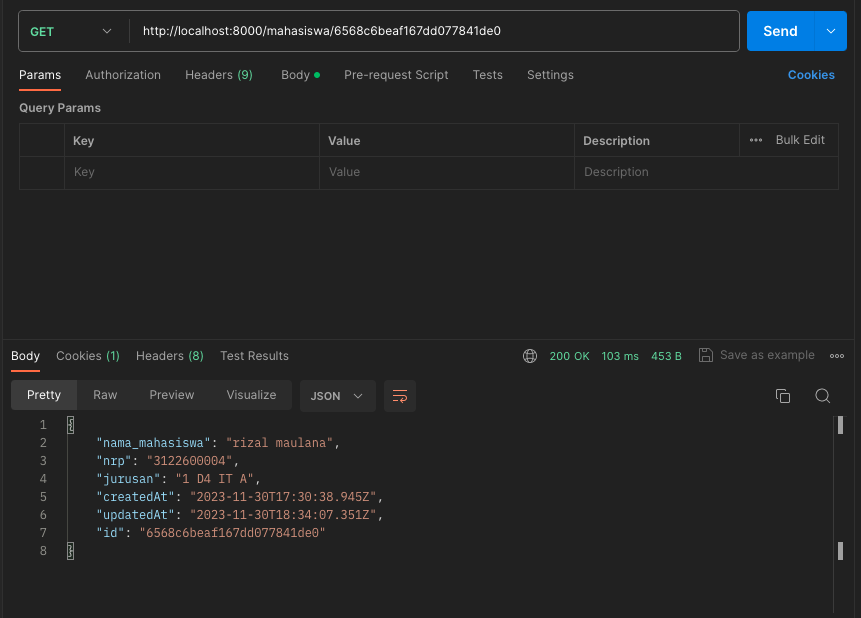 GET http://localhost:8000/mahasiswa/6568c6beaf167dd077841de0 Send
Params Authorization Headers (9) Body Pre-request Script Tests Settings Cookies
Query Params
Key Value Description ••• Bulk Edit
Key Value Description
Body Cookies (1) Headers (8) Test Results 200 OK 103 ms 453 B Save as example
Pretty Raw Preview Visualize JSON
1 {
2 "nama_mahasiswa": "rizal maulana",
3 "nrp": "3122600004",
4 "jurusan": "1 D4 IT A",
5 "createdAt": "2023-11-30T17:30:38.945Z",
6 "updatedAt": "2023-11-30T18:34:07.351Z",
7 "id": "6568c6beaf167dd077841de0"
8 }